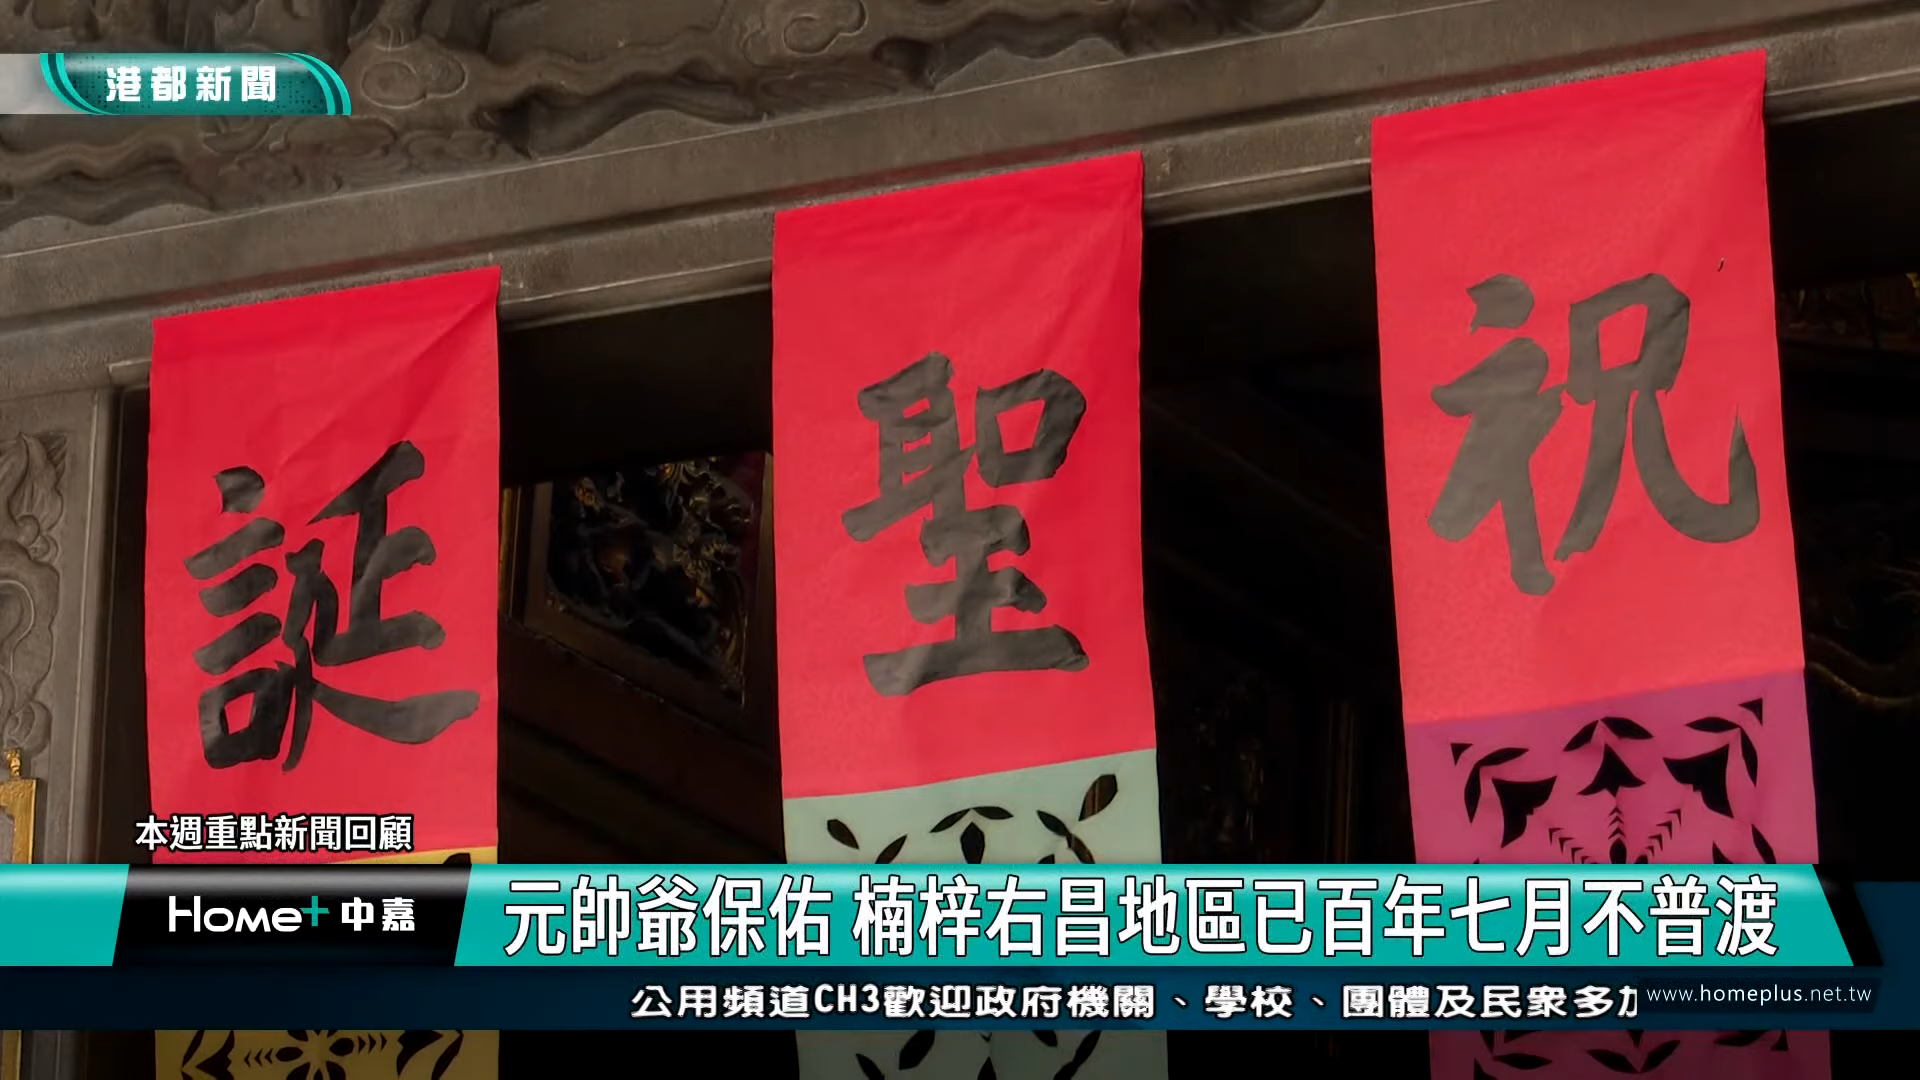 港都新聞
祝聖誕
本週重點新聞回顧
Home+ 中嘉
元帥爺保佑 楠梓右昌地區已百年七月不普渡
公用頻道CH3歡迎政府機關、學校、團體及民眾多
www.homeplus.net.tw